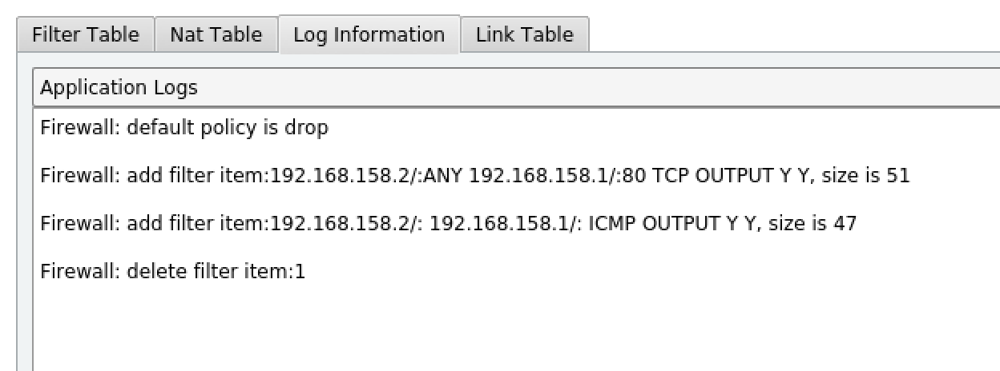 Filter Table Nat Table Log Information Link Table
Application Logs
Firewall: default policy is drop
Firewall: add filter item:192.168.158.2/:ANY 192.168.158.1/:80 TCP OUTPUT Y Y, size is 51
Firewall: add filter item:192.168.158.2/: 192.168.158.1/: ICMP OUTPUT Y Y, size is 47
Firewall: delete filter item:1